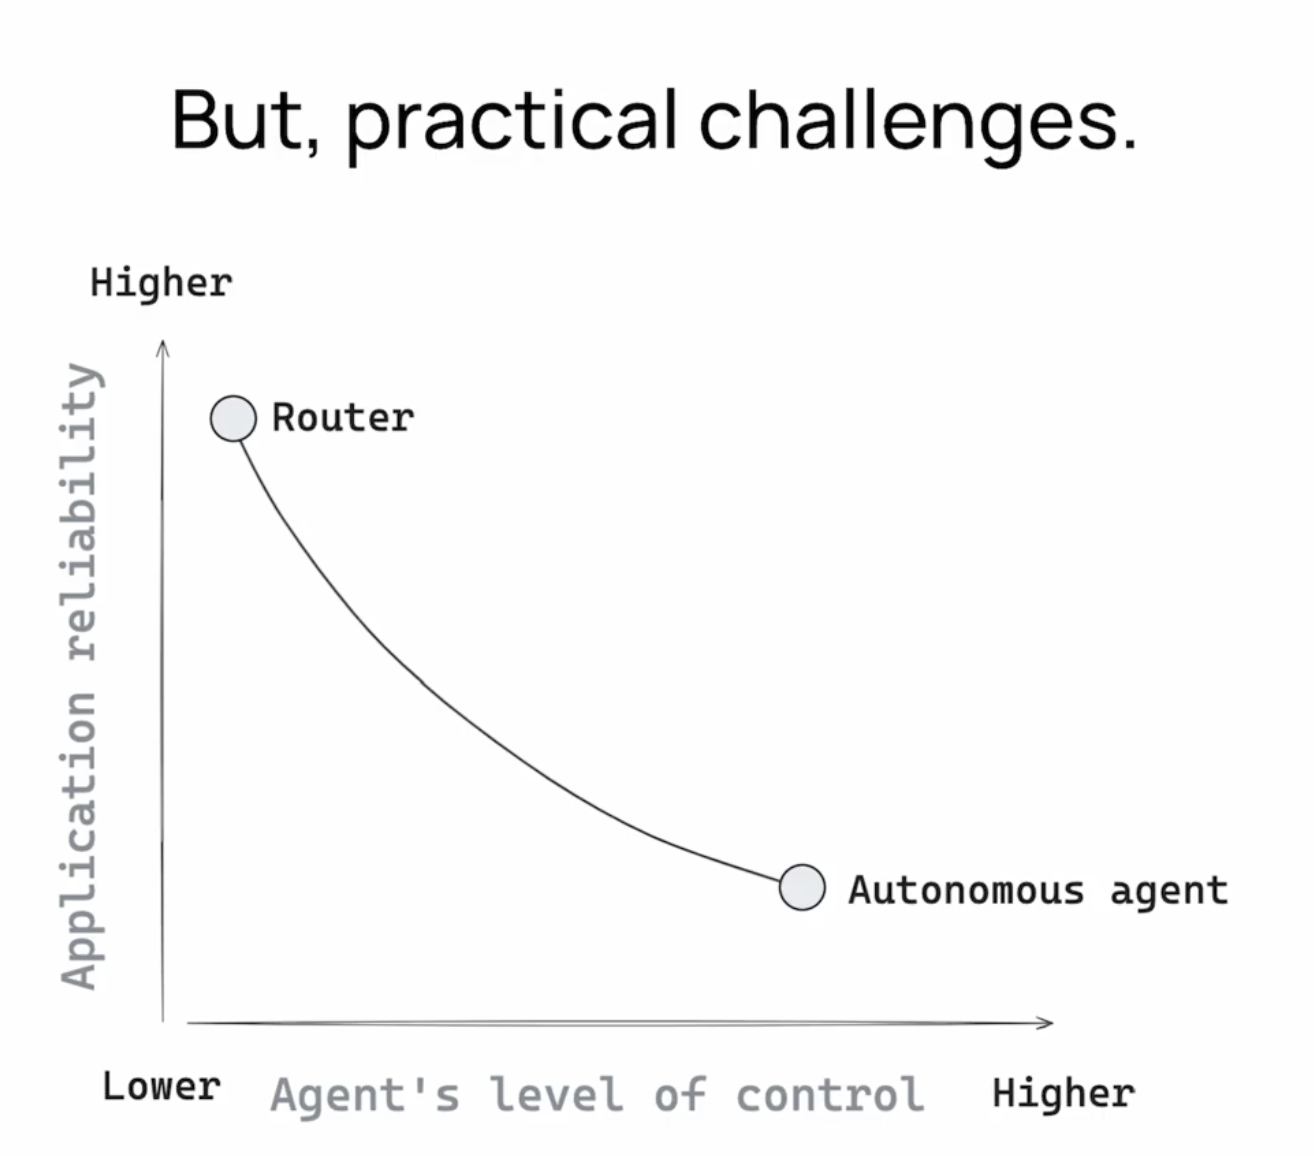 But, practical challenges.
Higher
Application reliability
Router
Autonomous agent
Lower
Agent's level of control
Higher